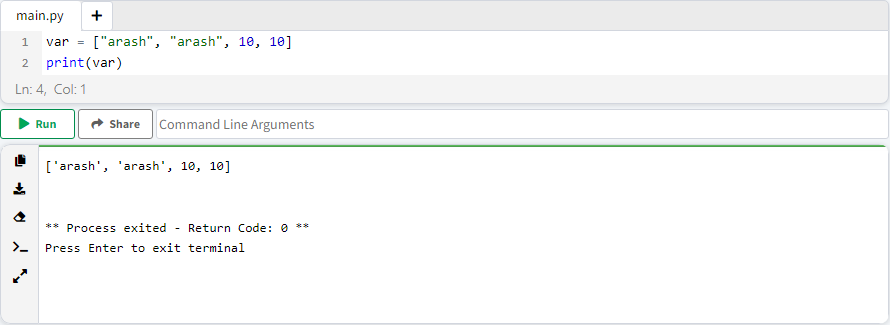 main.py +
1 var = ["arash", "arash", 10, 10]
2 print(var)
Ln: 4, Col: 1
Run Share Command Line Arguments
['arash', 'arash', 10, 10]
** Process exited - Return Code: 0 **
Press Enter to exit terminal